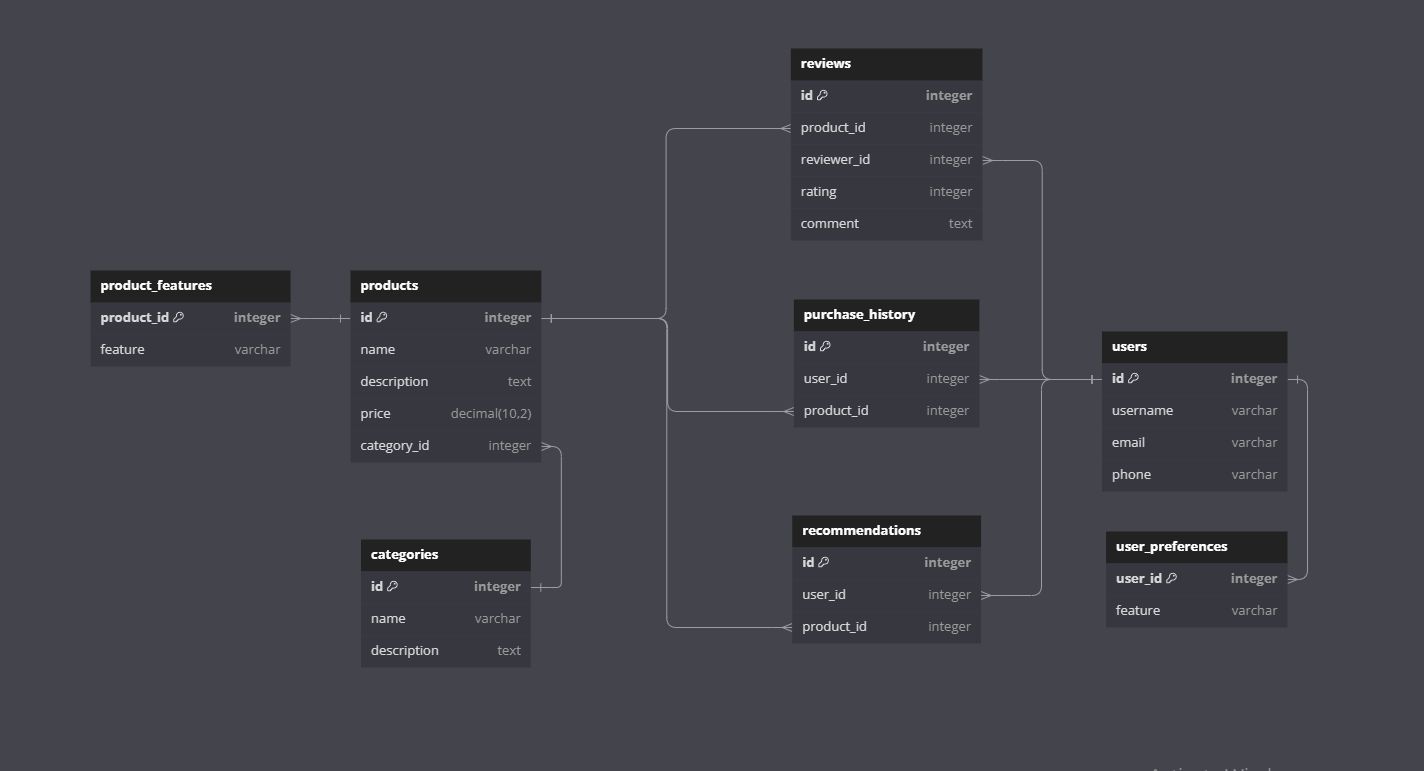 reviews
id integer
product_id integer
reviewer_id integer
rating integer
comment text
product_features
product_id integer
feature varchar
products
id integer
name varchar
description text
price decimal(10,2)
category_id integer
purchase_history
id integer
user_id integer
product_id integer
users
id integer
username varchar
email varchar
phone varchar
categories
id integer
name varchar
description text
recommendations
id integer
user_id integer
product_id integer
user_preferences
user_id integer
feature varchar